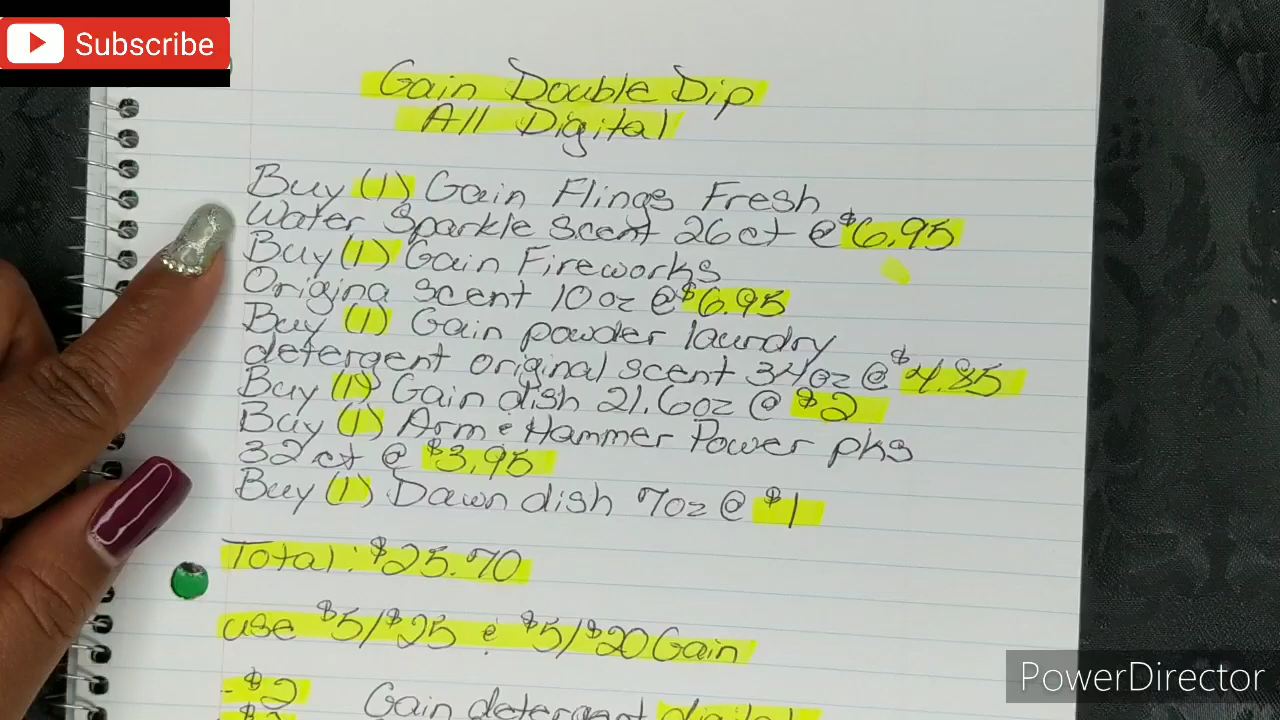 Subscribe
Gain Double Dip
All Digital
Buy (1) Gain Flings Fresh
Water Sparkle Scent 26ct @ $6.95
Buy (1) Gain Fireworks
Origina scent 10oz @ $6.95
Buy (1) Gain powder laundry
detergent original scent 34oz @ $4.85
Buy (1) Gain dish 21.6oz @ $2
Buy (1) Arm & Hammer Power pks
32 ct @ $3.95
Buy (1) Dawn dish 7oz @ $1
Total: $25.70
use $5/$25 & $5/$20 Gain
- $2 Gain detergent digital
PowerDirector